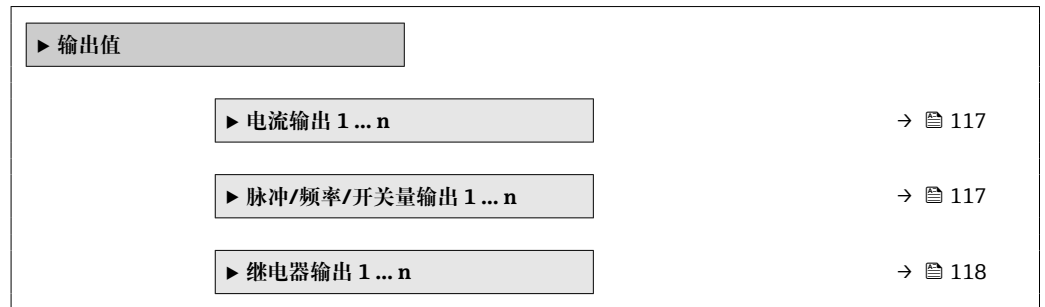 ▶ 输出值
▶ 电流输出 1 … n → 🖹 117
▶ 脉冲/频率/开关量输出 1 … n → 🖹 117
▶ 继电器输出 1 … n → 🖹 118